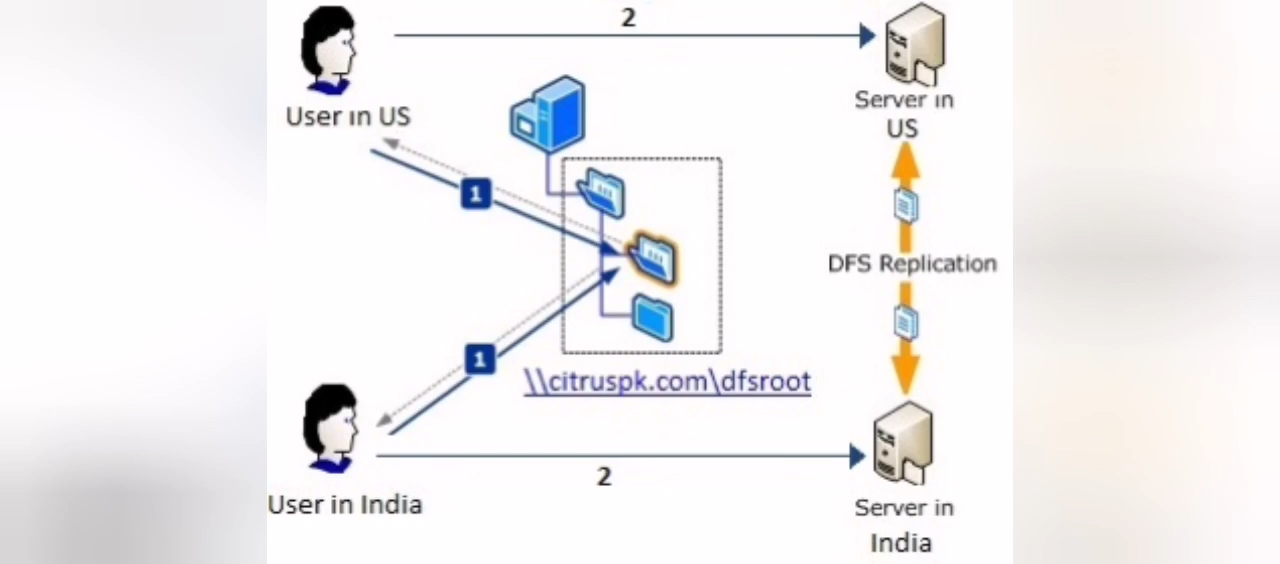 2
User in US
Server in
US
1
DFS Replication
1
\\citruspk.com\dfsroot
2
User in India
Server in
India